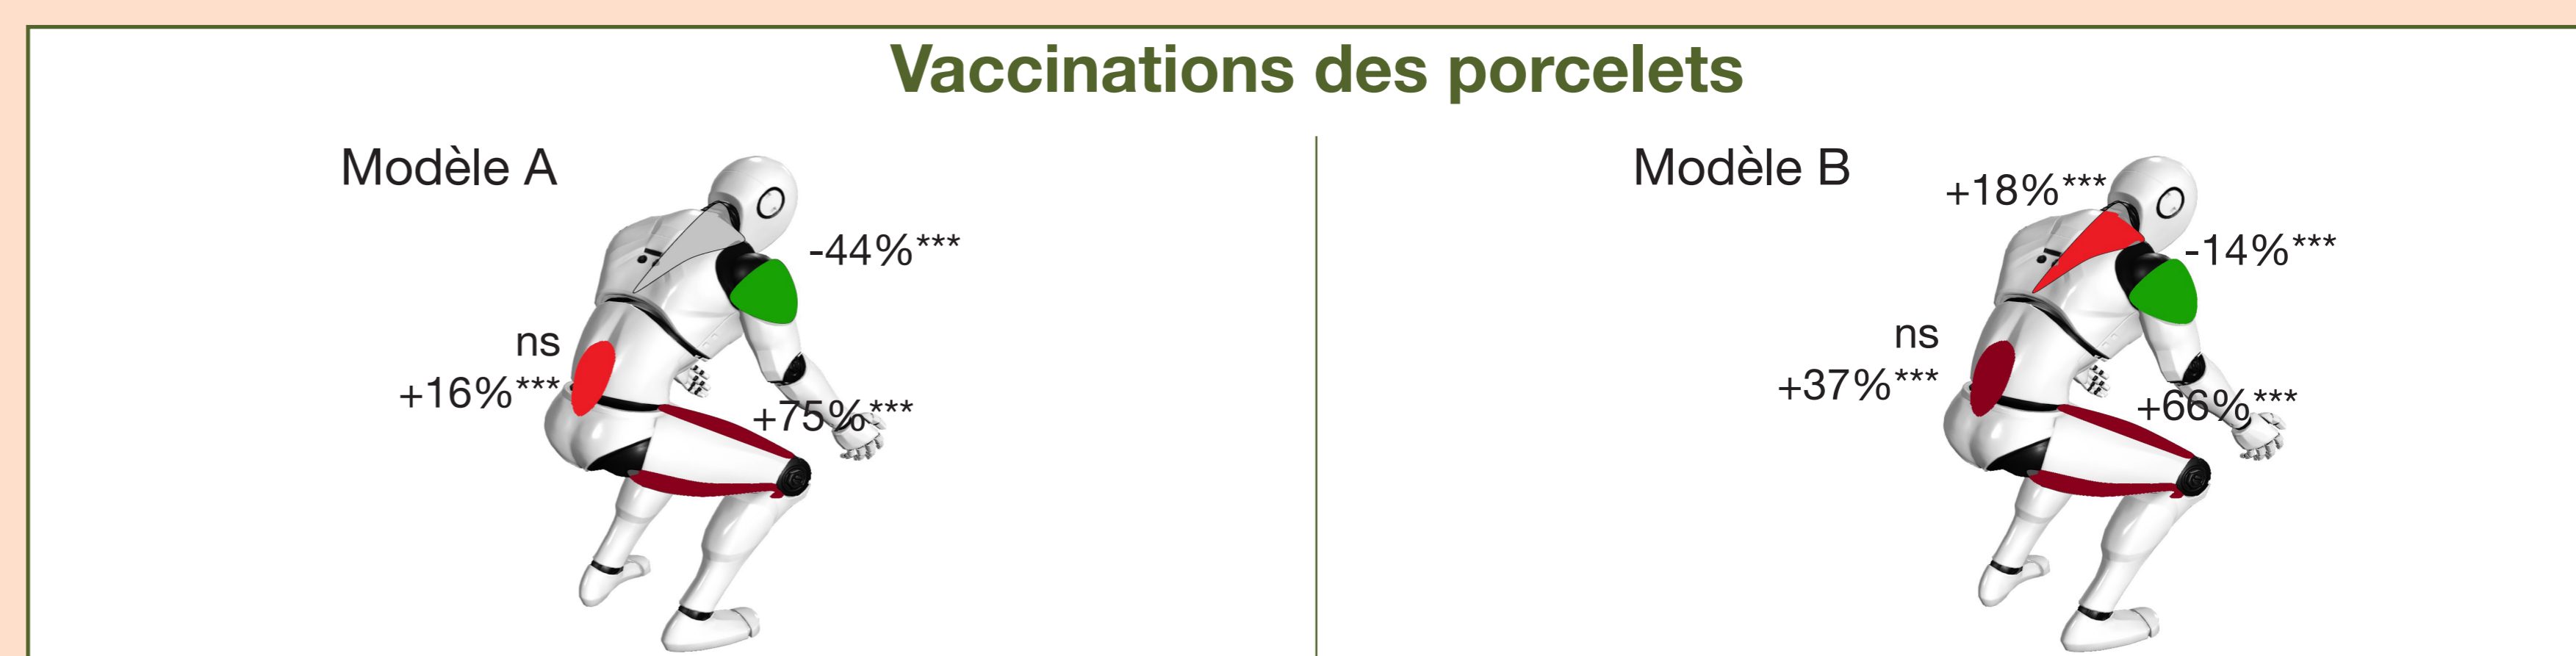 Vaccinations des porcelets
Modèle A
-44%***
ns
+16%***
+75%***
Modèle B
+18%***
-14%***
ns
+37%***
+66%***